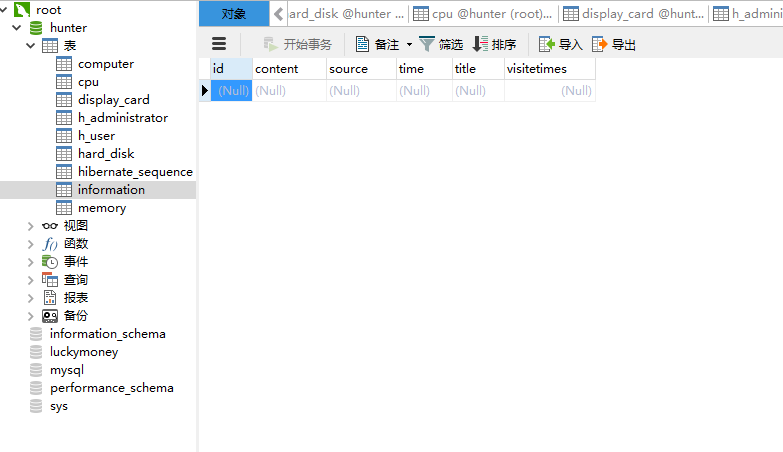 root
hunter
表
computer
cpu
display_card
h_administrator
h_user
hard_disk
hibernate_sequence
information
memory
视图
函数
事件
查询
报表
备份
information_schema
luckymoney
mysql
performance_schema
sys
对象 ard_disk @hunter ... cpu @hunter (root)... display_card @hunt... h_admini
开始事务 备注 筛选 排序 导入 导出
id content source time title visitetimes
(Null) (Null) (Null) (Null) (Null) (Null)